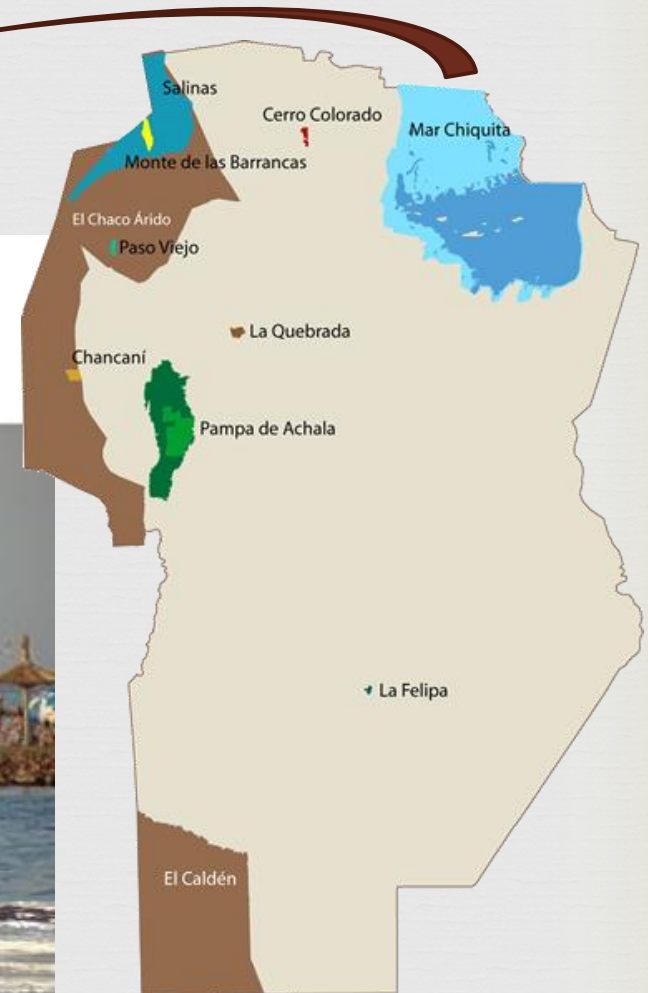 Salinas
Cerro Colorado
Mar Chiquita
Monte de las Barrancas
El Chaco Árido
Paso Viejo
La Quebrada
Chancaní
Pampa de Achala
La Felipa
El Caldén